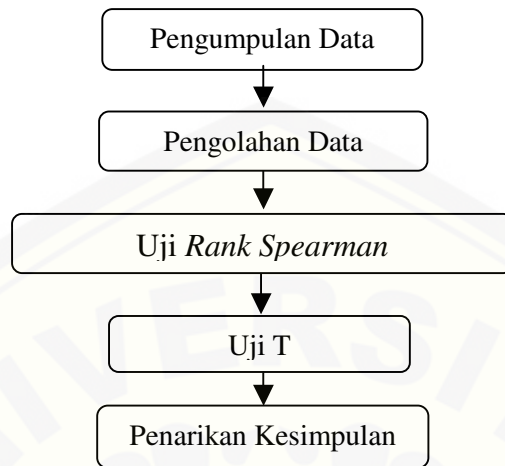 Pengumpulan Data
Pengolahan Data
Uji Rank Spearman
Uji T
Penarikan Kesimpulan